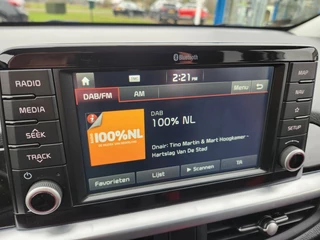 Bluetooth
RADIO
MEDIA
SEEK
TRACK
2:21 PM
DAB/FM
AM
Menu
100%NL
DAB
100% NL
Onair: Tino Martin & Mart Hoogkamer -
Hartslag Van De Stad
Favorieten
Lijst
Scannen
TA
MAP
NAV
SETUP